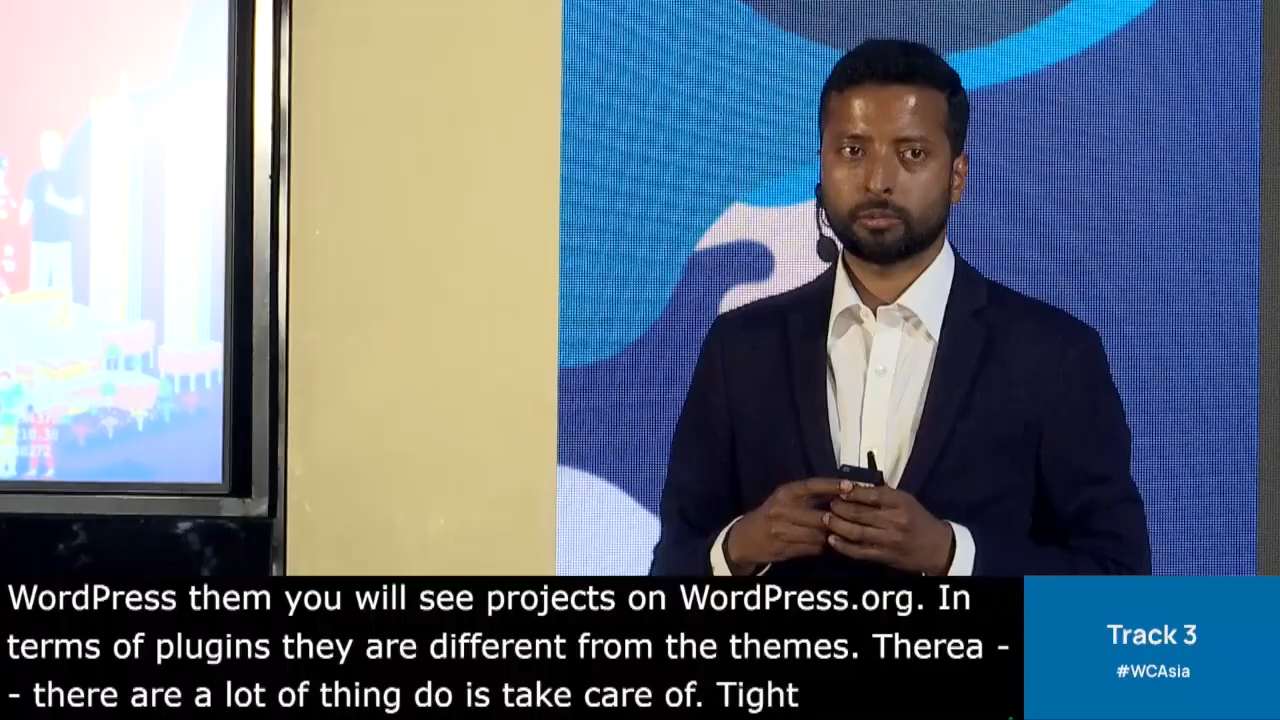 WordPress them you will see projects on WordPress.org. In
terms of plugins they are different from the themes. Therea -
- there are a lot of thing do is take care of. Tight
Track 3
#WCAsia